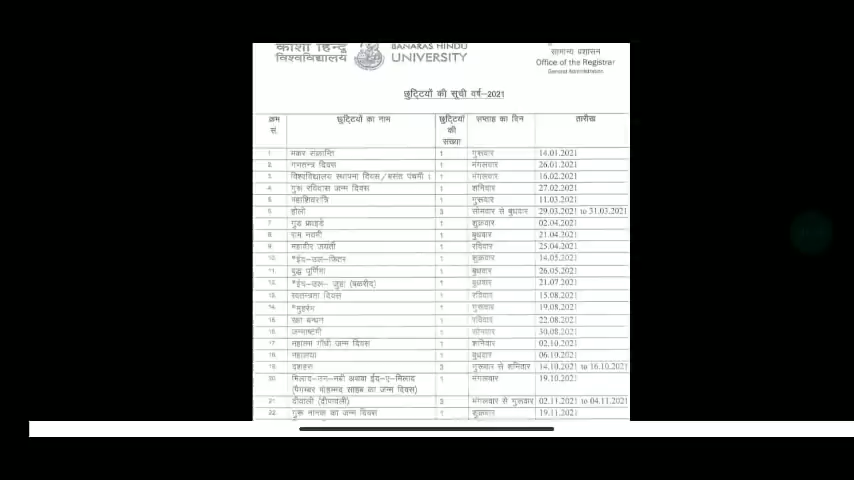 काशी हिन्दू
विश्वविद्यालय
BANARAS HINDU
UNIVERSITY
सामान्य प्रशासन
Office of the Registrar
General Administration
छुट्टियों की सूची वर्ष-2021
क्रम सं. छुट्टियों का नाम छुट्टियों की संख्या सप्ताह का दिन तारीख
1. मकर संक्रान्ति 1 गुरूवार 14.01.2021
2. गणतन्त्र दिवस 1 मंगलवार 26.01.2021
3. विश्वविद्यालय स्थापना दिवस/बसंत पंचमी 1 मंगलवार 16.02.2021
4. गुरू रविदास जन्म दिवस 1 शनिवार 27.02.2021
5. महाशिवरात्रि 1 गुरूवार 11.03.2021
6. होली 3 सोमवार से बुधवार 29.03.2021 to 31.03.2021
7. गुड फ्राइडे 1 शुक्रवार 02.04.2021
8. राम नवमी 1 बुधवार 21.04.2021
9. महावीर जयंती 1 रविवार 25.04.2021
10. *ईद-उल-फितर 1 शुक्रवार 14.05.2021
11. बुद्ध पूर्णिमा 1 बुधवार 26.05.2021
12. *ईद-उल-जुहा (बकरीद) 1 बुधवार 21.07.2021
13. स्वतन्त्रता दिवस 1 रविवार 15.08.2021
14. *मुहर्रम 1 गुरूवार 19.08.2021
15. रक्षा बन्धन 1 रविवार 22.08.2021
16. जन्माष्टमी 1 सोमवार 30.08.2021
17. महात्मा गाँधी जन्म दिवस 1 शनिवार 02.10.2021
18. महालया 1 बुधवार 06.10.2021
19. दशहरा 3 गुरूवार से शनिवार 14.10.2021 to 16.10.2021
20. मिलाद-उन-नबी अथवा ईद-ए-मिलाद 1 मंगलवार 19.10.2021
(पैगम्बर मोहम्मद साहब का जन्म दिवस)
21. दीवाली (दीपावली) 3 मंगलवार से गुरूवार 02.11.2021 to 04.11.2021
22. गुरू नानक का जन्म दिवस 1 शुक्रवार 19.11.2021